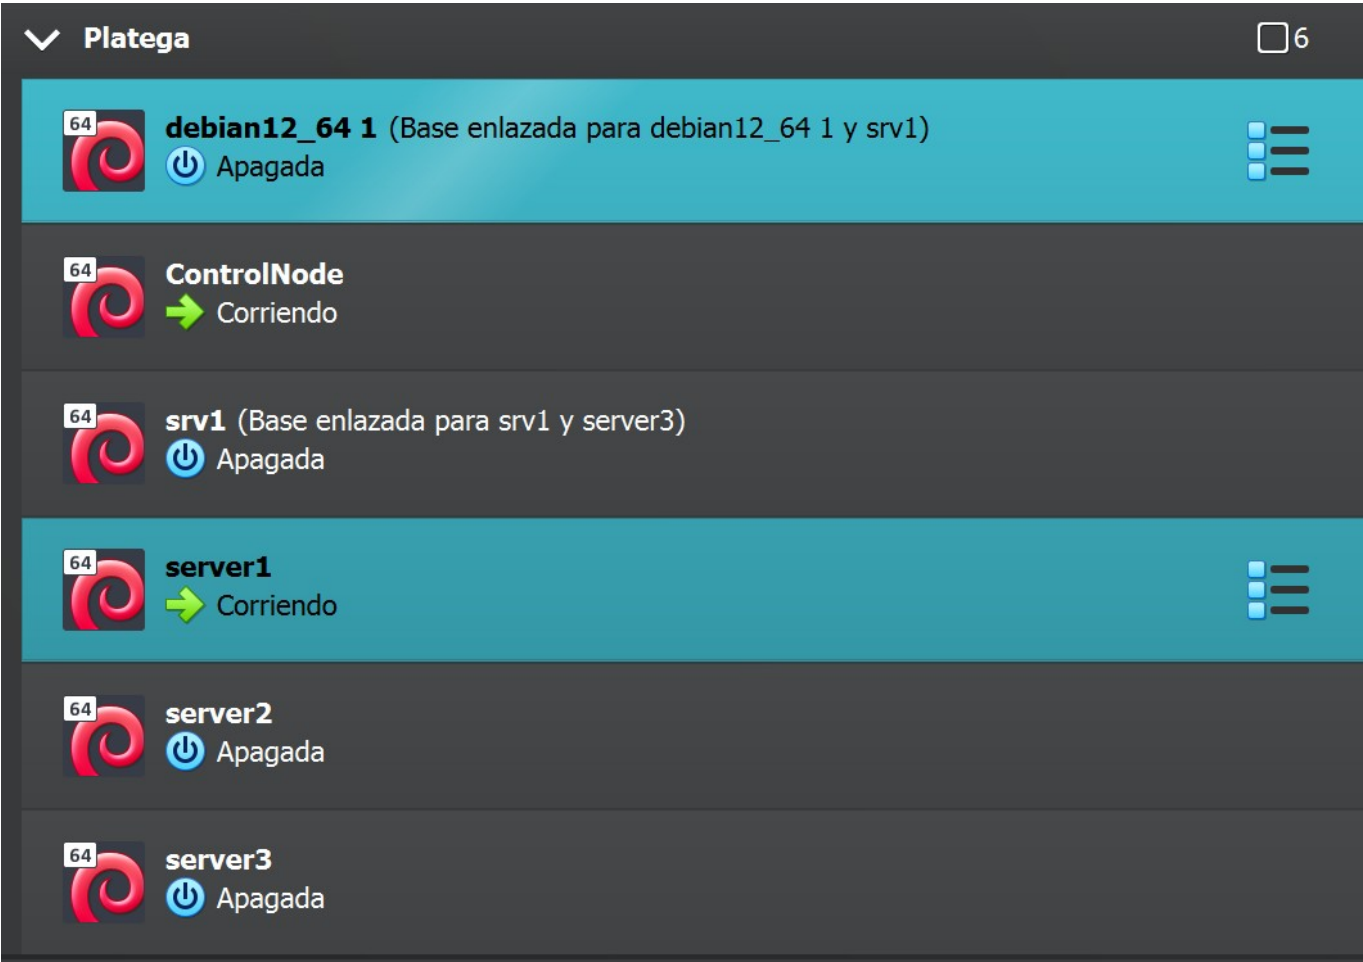 Platega
6
64
debian12_64 1 (Base enlazada para debian12_64 1 y srv1)
Apagada
64
ControlNode
Corriendo
64
srv1 (Base enlazada para srv1 y server3)
Apagada
64
server1
Corriendo
64
server2
Apagada
64
server3
Apagada